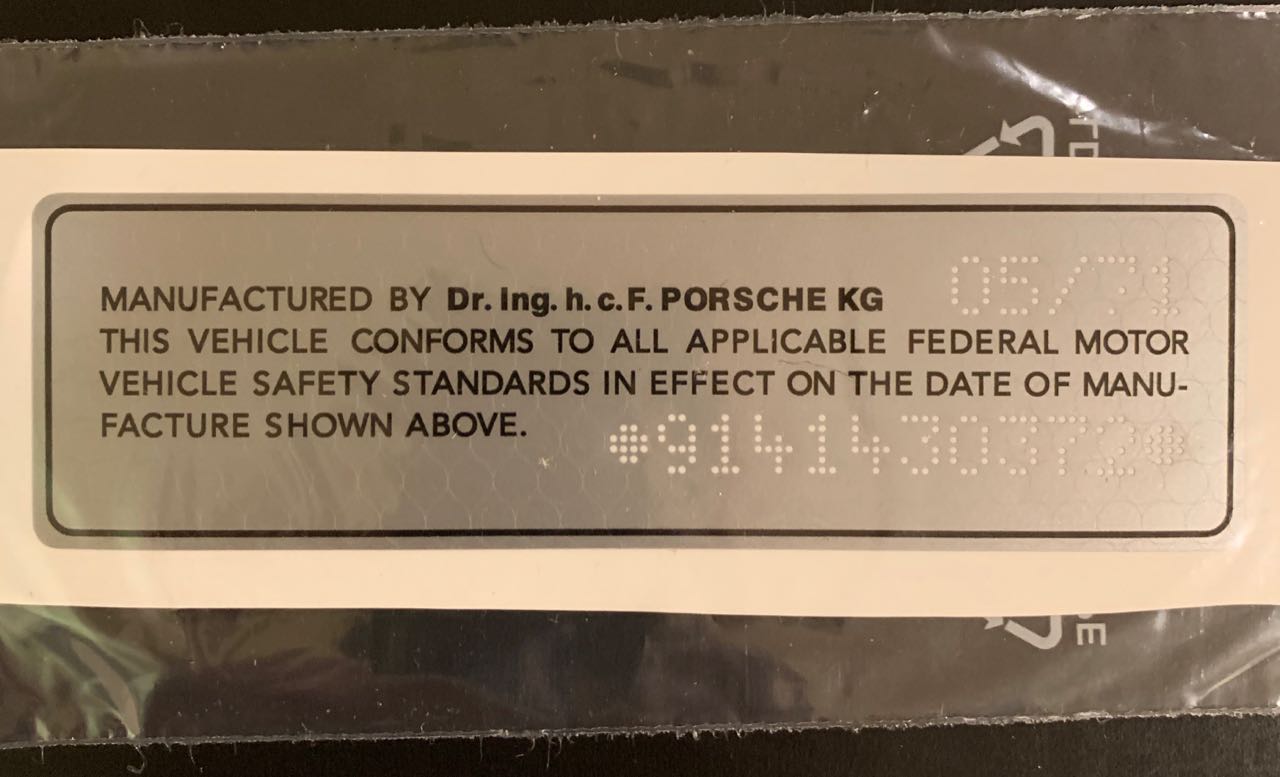 05/71
MANUFACTURED BY Dr. Ing. h. c. F. PORSCHE KG
THIS VEHICLE CONFORMS TO ALL APPLICABLE FEDERAL MOTOR
VEHICLE SAFETY STANDARDS IN EFFECT ON THE DATE OF MANU-
FACTURE SHOWN ABOVE.
9141430372